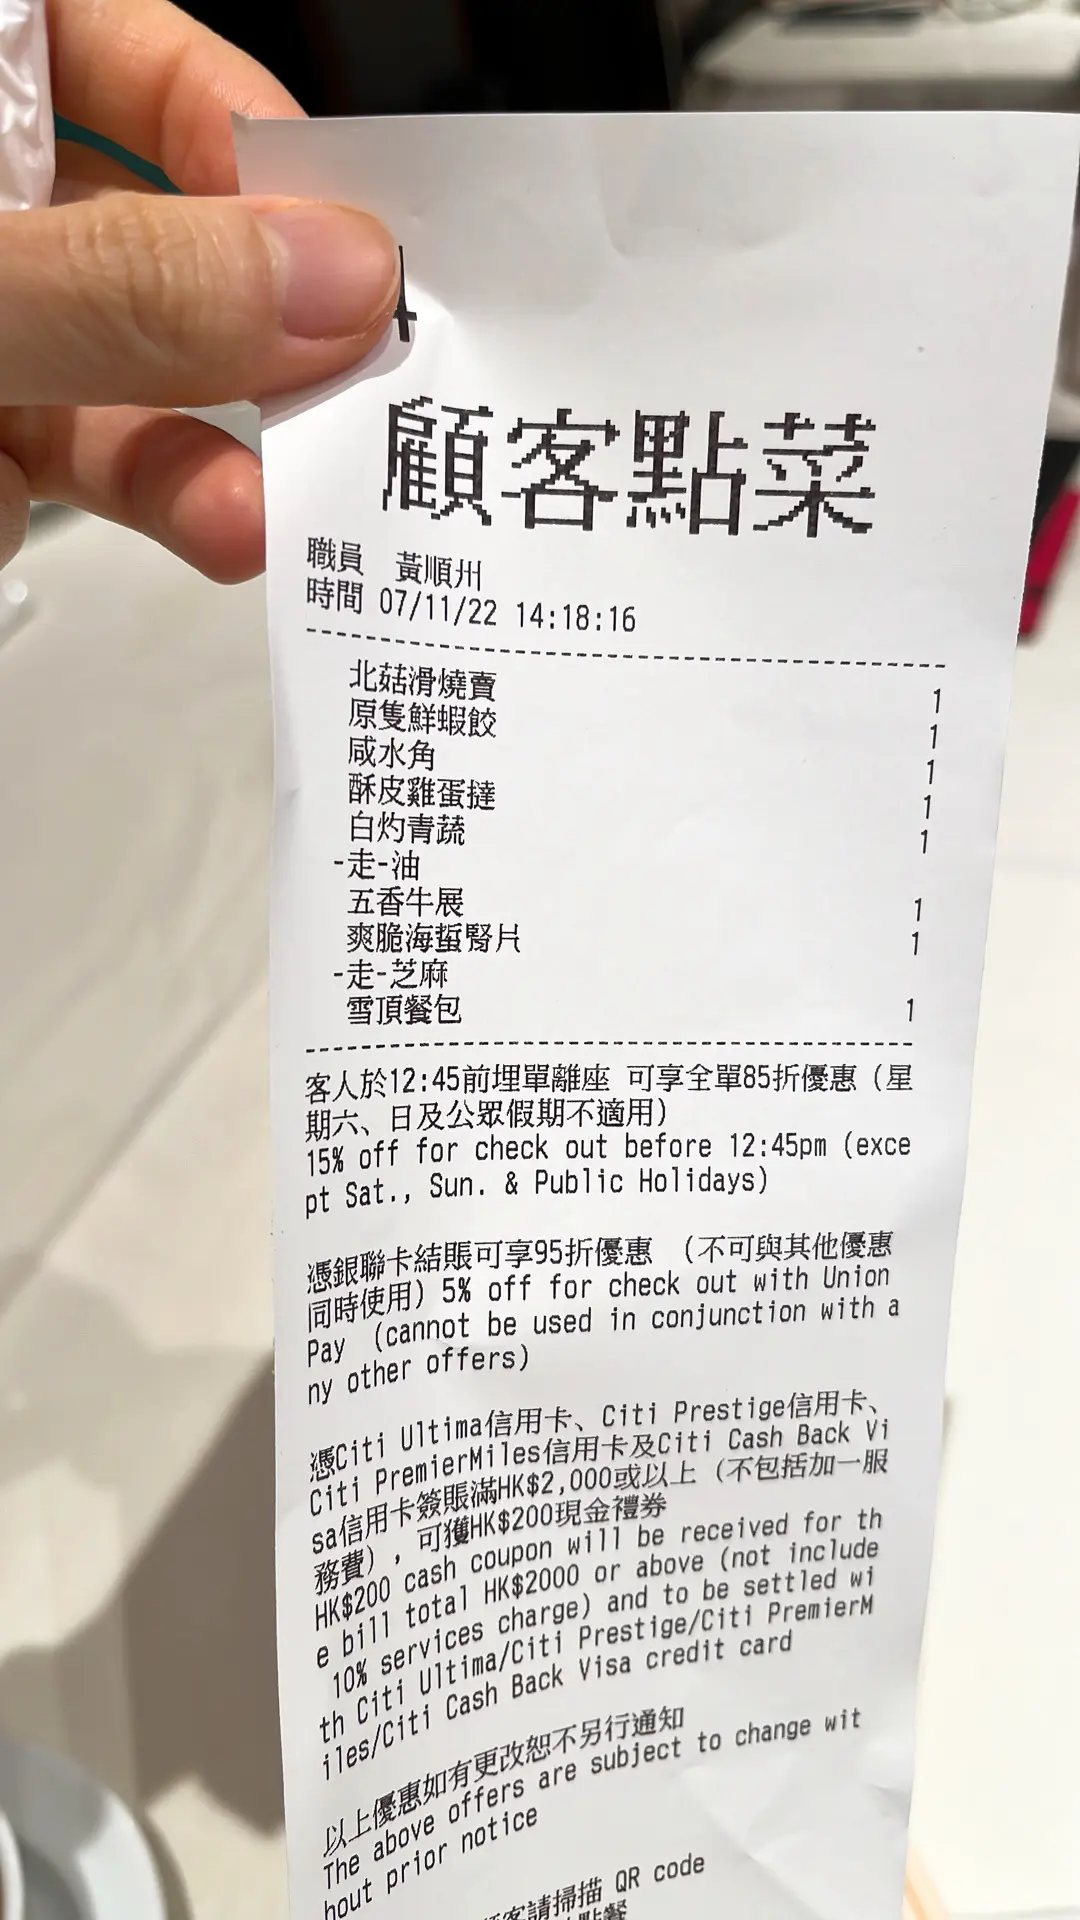 4
顧客點菜
職員 黃順州
時間 07/11/22 14:18:16
北菇滑燒賣 1
原隻鮮蝦餃 1
咸水角 1
酥皮雞蛋撻 1
白灼青蔬 1
-走-油
五香牛展 1
爽脆海蜇腎片 1
-走-芝麻
雪頂餐包 1
客人於12:45前埋單離座 可享全單85折優惠 (星
期六、日及公眾假期不適用)
15% off for check out before 12:45pm (exce
pt Sat., Sun. & Public Holidays)
憑銀聯卡結賬可享95折優惠 (不可與其他優惠
同時使用) 5% off for check out with Union
Pay (cannot be used in conjunction with a
ny other offers)
憑Citi Ultima信用卡、Citi Prestige信用卡、
Citi PremierMiles信用卡及Citi Cash Back Vi
sa信用卡簽賬滿HK$2,000或以上 (不包括加一服
務費), 可獲HK$200現金禮券
HK$200 cash coupon will be received for th
e bill total HK$2000 or above (not include
10% services charge) and to be settled wi
th Citi Ultima/Citi Prestige/Citi PremierM
iles/Citi Cash Back Visa credit card
以上優惠如有更改恕不另行通知
The above offers are subject to change wit
hout prior notice
客請掃描 QR code
點餐